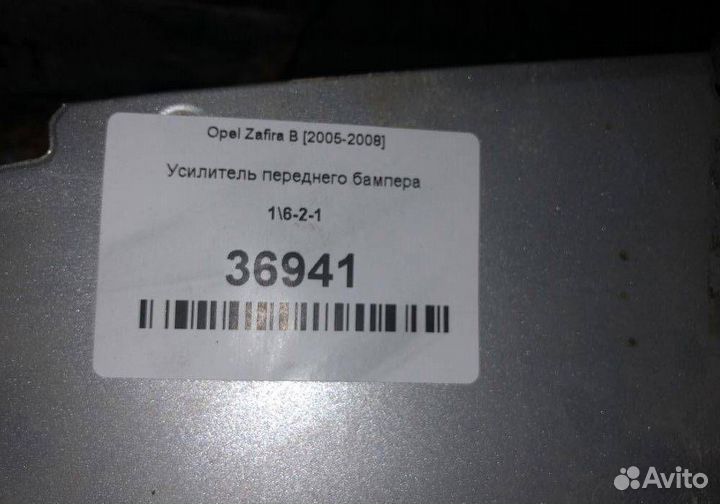 Opel Zafira B [2005-2008]
Усилитель переднего бампера
1\6-2-1
36941
Avito